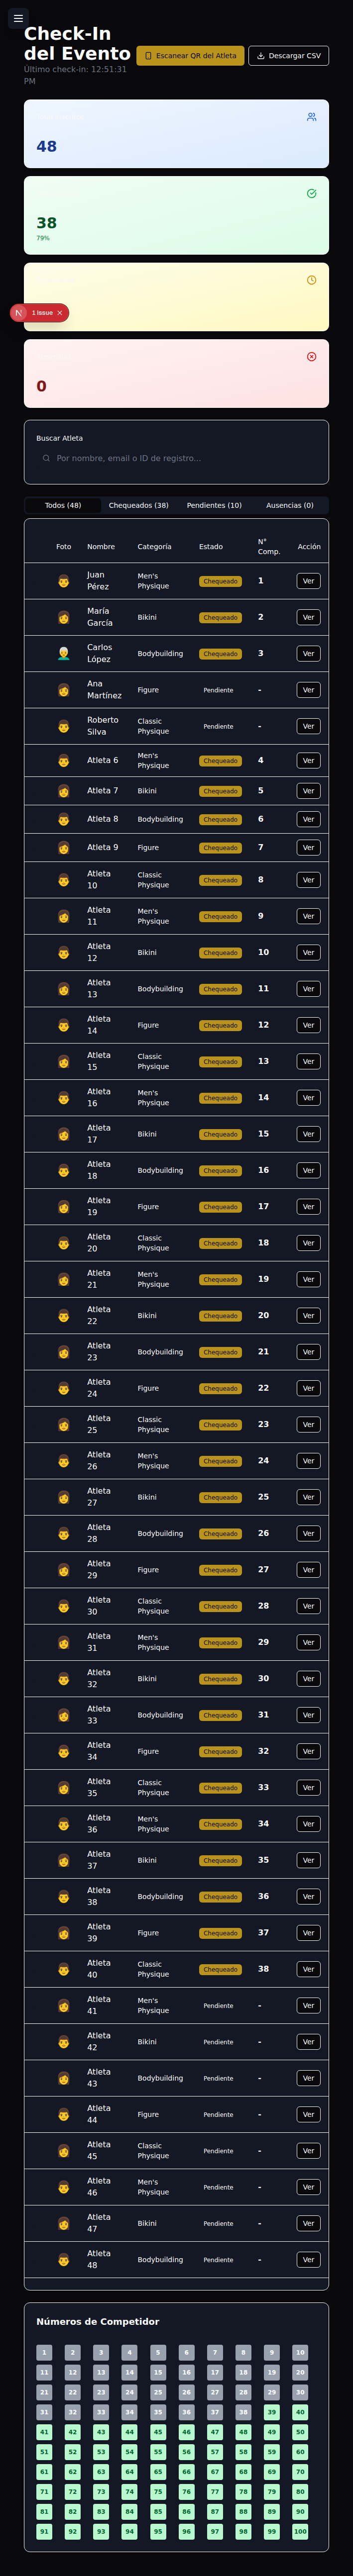 Check-In
del Evento
Último check-in: 12:51:31
PM
Escanear QR del Atleta
Descargar CSV
48
38
79%
N 1 Issue
0
Buscar Atleta
Por nombre, email o ID de registro...
Todos (48) Chequeados (38) Pendientes (10) Ausencias (0)
Foto Nombre Categoría Estado N° Comp. Acción
Juan Pérez Men's Physique Chequeado 1 Ver
María García Bikini Chequeado 2 Ver
Carlos López Bodybuilding Chequeado 3 Ver
Ana Martínez Figure Pendiente - Ver
Roberto Silva Classic Physique Pendiente - Ver
Atleta 6 Men's Physique Chequeado 4 Ver
Atleta 7 Bikini Chequeado 5 Ver
Atleta 8 Bodybuilding Chequeado 6 Ver
Atleta 9 Figure Chequeado 7 Ver
Atleta 10 Classic Physique Chequeado 8 Ver
Atleta 11 Men's Physique Chequeado 9 Ver
Atleta 12 Bikini Chequeado 10 Ver
Atleta 13 Bodybuilding Chequeado 11 Ver
Atleta 14 Figure Chequeado 12 Ver
Atleta 15 Classic Physique Chequeado 13 Ver
Atleta 16 Men's Physique Chequeado 14 Ver
Atleta 17 Bikini Chequeado 15 Ver
Atleta 18 Bodybuilding Chequeado 16 Ver
Atleta 19 Figure Chequeado 17 Ver
Atleta 20 Classic Physique Chequeado 18 Ver
Atleta 21 Men's Physique Chequeado 19 Ver
Atleta 22 Bikini Chequeado 20 Ver
Atleta 23 Bodybuilding Chequeado 21 Ver
Atleta 24 Figure Chequeado 22 Ver
Atleta 25 Classic Physique Chequeado 23 Ver
Atleta 26 Men's Physique Chequeado 24 Ver
Atleta 27 Bikini Chequeado 25 Ver
Atleta 28 Bodybuilding Chequeado 26 Ver
Atleta 29 Figure Chequeado 27 Ver
Atleta 30 Classic Physique Chequeado 28 Ver
Atleta 31 Men's Physique Chequeado 29 Ver
Atleta 32 Bikini Chequeado 30 Ver
Atleta 33 Bodybuilding Chequeado 31 Ver
Atleta 34 Figure Chequeado 32 Ver
Atleta 35 Classic Physique Chequeado 33 Ver
Atleta 36 Men's Physique Chequeado 34 Ver
Atleta 37 Bikini Chequeado 35 Ver
Atleta 38 Bodybuilding Chequeado 36 Ver
Atleta 39 Figure Chequeado 37 Ver
Atleta 40 Classic Physique Chequeado 38 Ver
Atleta 41 Men's Physique Pendiente - Ver
Atleta 42 Bikini Pendiente - Ver
Atleta 43 Bodybuilding Pendiente - Ver
Atleta 44 Figure Pendiente - Ver
Atleta 45 Classic Physique Pendiente - Ver
Atleta 46 Men's Physique Pendiente - Ver
Atleta 47 Bikini Pendiente - Ver
Atleta 48 Bodybuilding Pendiente - Ver
Números de Competidor
1 2 3 4 5 6 7 8 9 10
11 12 13 14 15 16 17 18 19 20
21 22 23 24 25 26 27 28 29 30
31 32 33 34 35 36 37 38 39 40
41 42 43 44 45 46 47 48 49 50
51 52 53 54 55 56 57 58 59 60
61 62 63 64 65 66 67 68 69 70
71 72 73 74 75 76 77 78 79 80
81 82 83 84 85 86 87 88 89 90
91 92 93 94 95 96 97 98 99 100